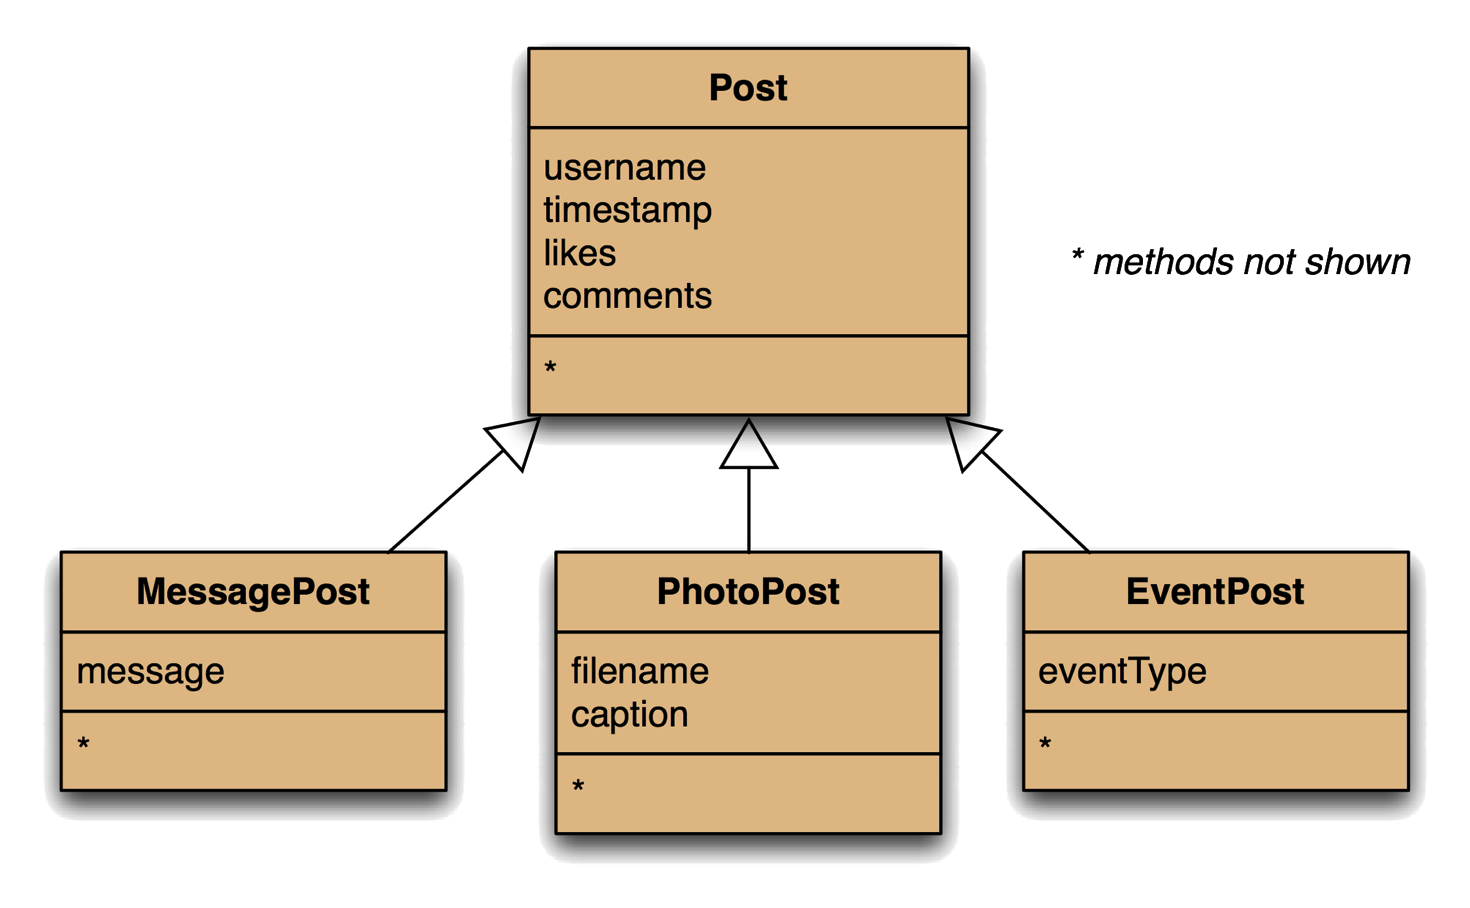 Post
username
timestamp
likes
comments
*
* methods not shown
MessagePost
message
*
PhotoPost
filename
caption
*
EventPost
eventType
*